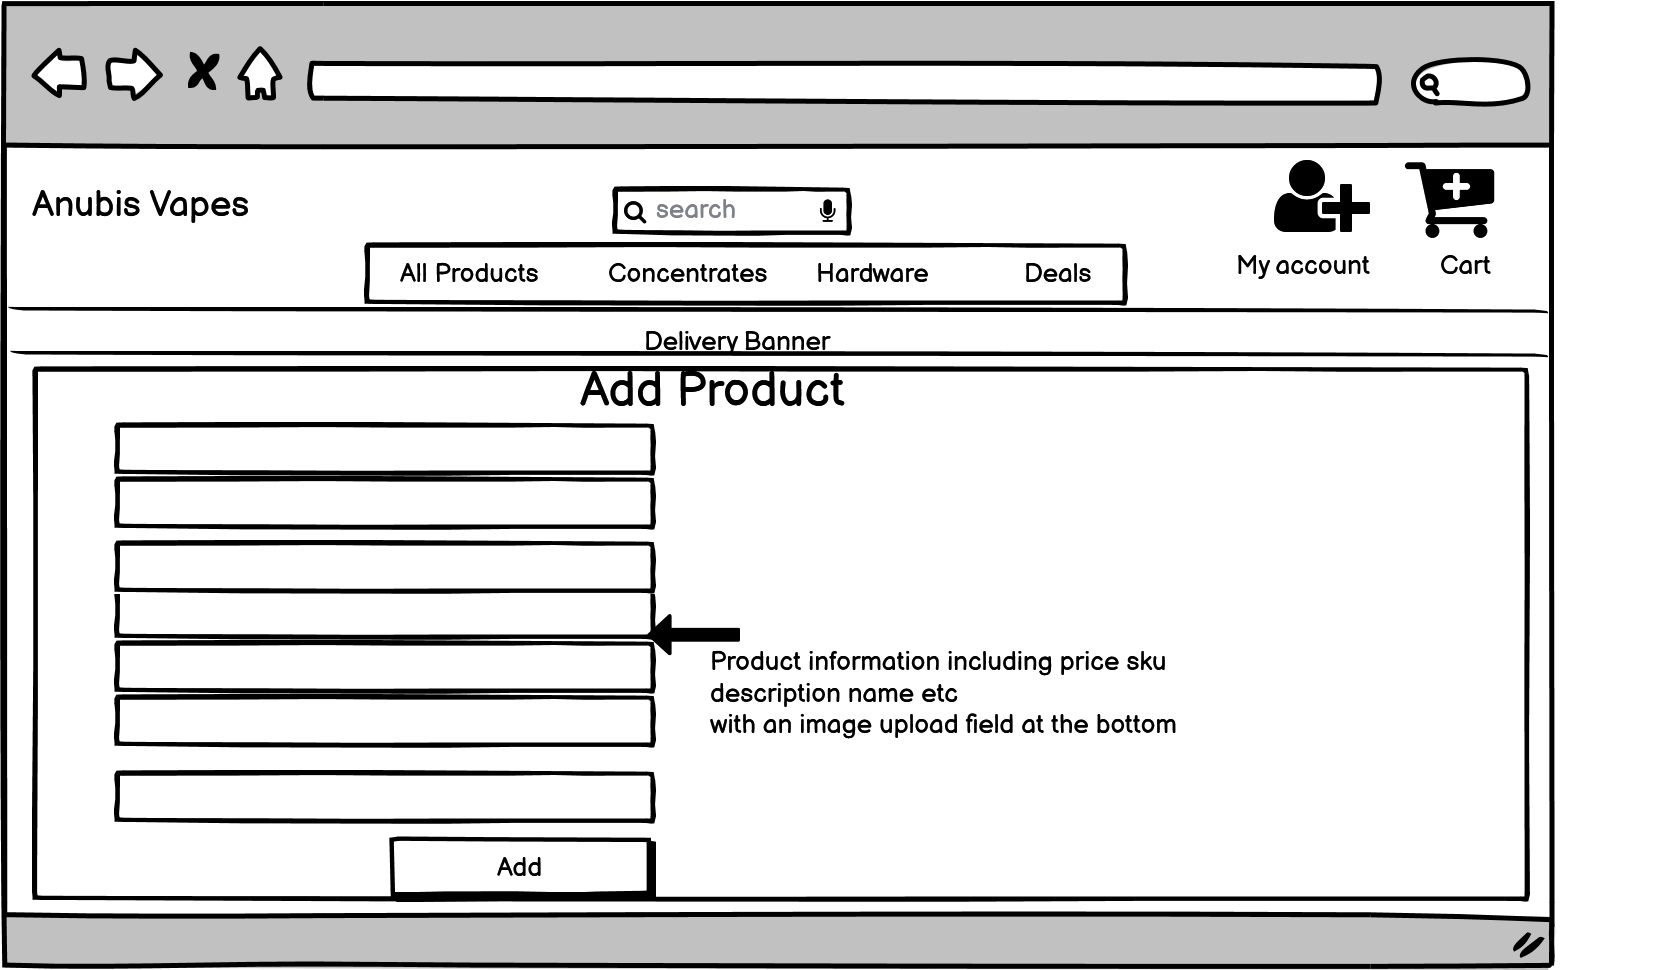 Anubis Vapes
search
My account
Cart
All Products
Concentrates
Hardware
Deals
Delivery Banner
Add Product
Product information including price sku
description name etc
with an image upload field at the bottom
Add